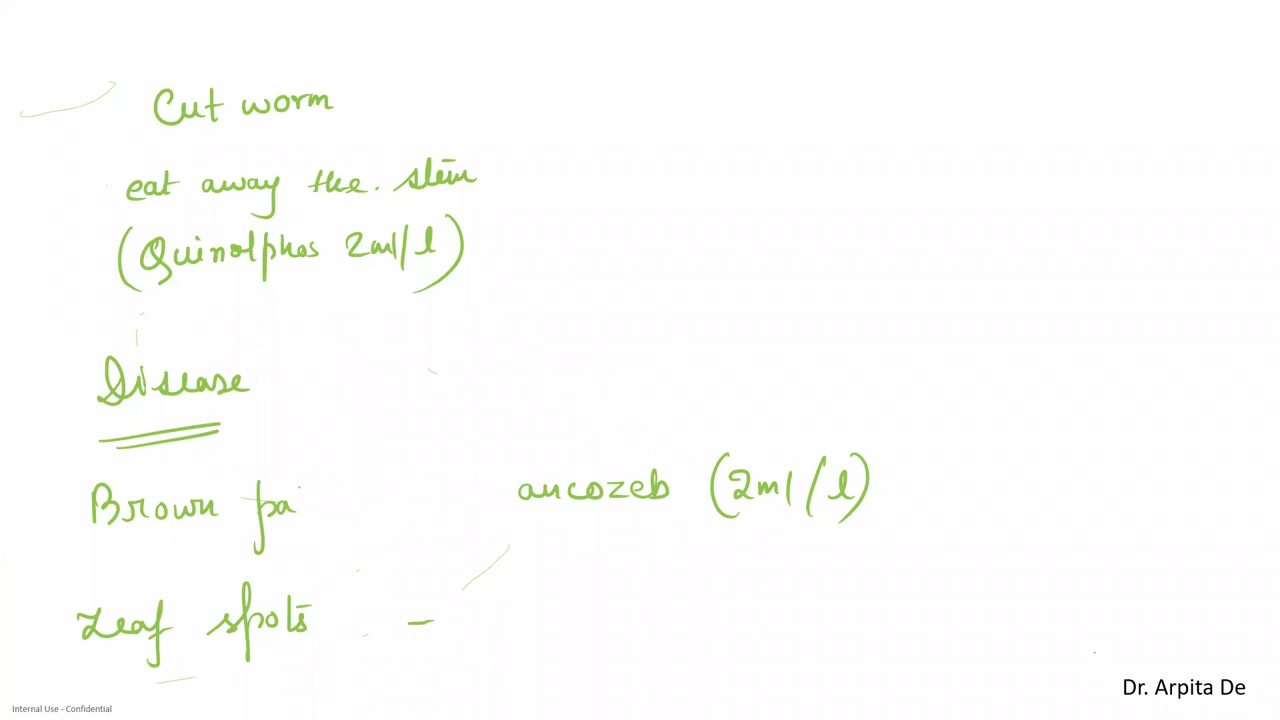 Cut worm
eat away the. stem
(Quinolphos 2ml/l)
Disease
Brown pa
ancozeb (2ml/l)
Leaf spots -
Dr. Arpita De
Internal Use - Confidential